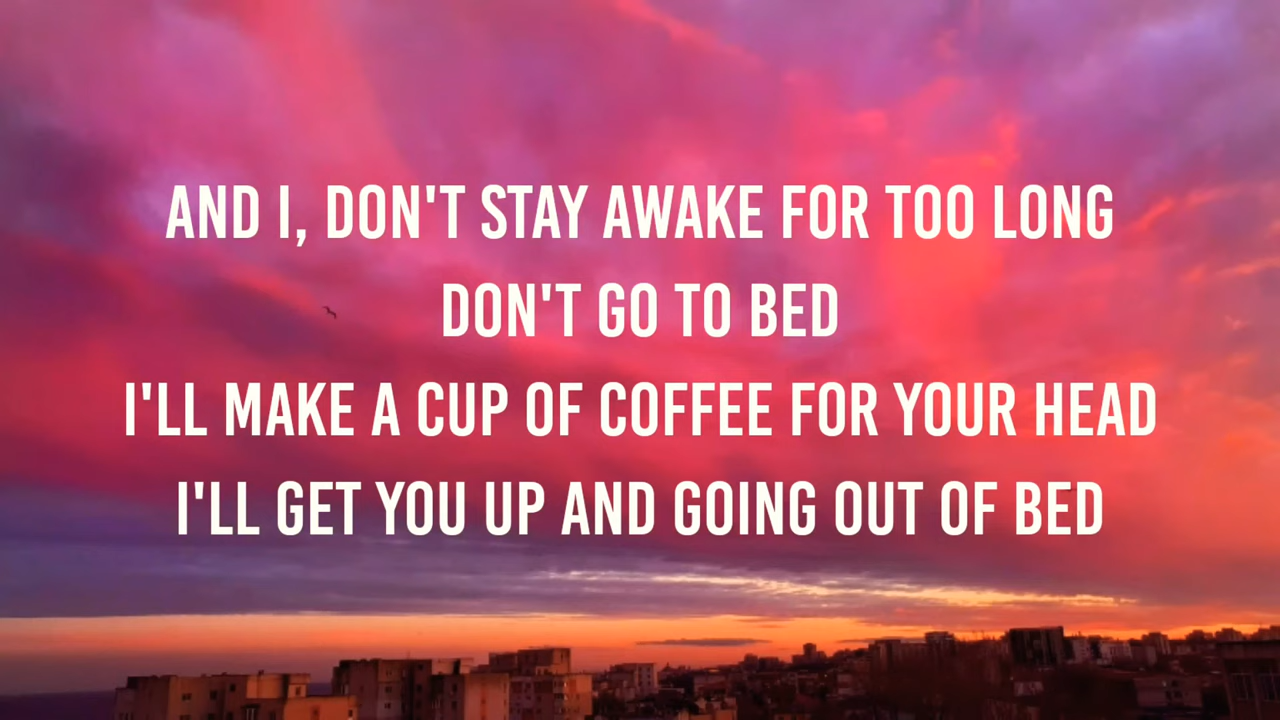 AND I, DON'T STAY AWAKE FOR TOO LONG
DON'T GO TO BED
I'LL MAKE A CUP OF COFFEE FOR YOUR HEAD
I'LL GET YOU UP AND GOING OUT OF BED